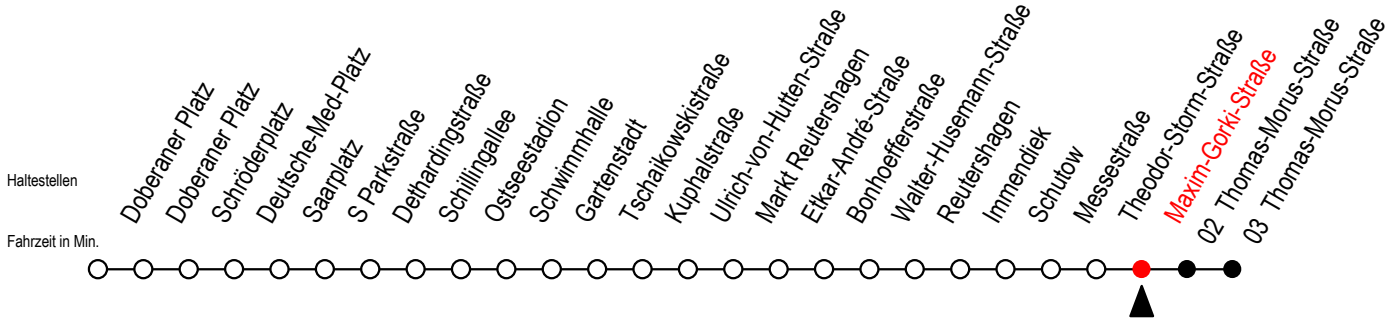 Haltestellen
Doberaner Platz
Doberaner Platz
Schröderplatz
Deutsche-Med-Platz
Saarplatz
S Parkstraße
Dethardingstraße
Schillingallee
Ostseestadion
Schwimmhalle
Gartenstadt
Tschaikowskistraße
Kuphalstraße
Ulrich-von-Hutten-Straße
Markt Reutershagen
Etkar-André-Straße
Bonhoefferstraße
Walter-Husemann-Straße
Reutershagen
Immendiek
Schutow
Messestraße
Theodor-Storm-Straße
Maxim-Gorki-Straße
02 Thomas-Morus-Straße
03 Thomas-Morus-Straße
Fahrzeit in Min.